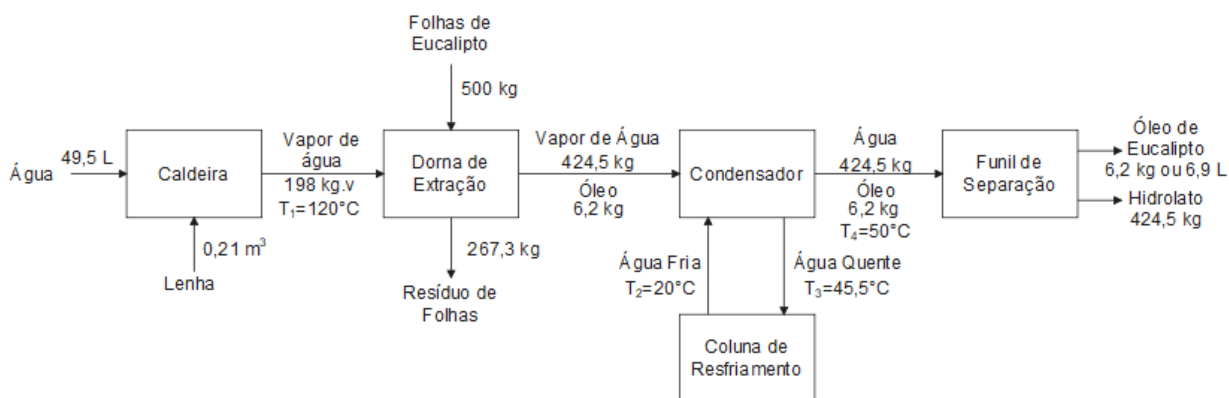 Folhas de
Eucalipto
500 kg
Água
49,5 L
Caldeira
0,21 m³
Lenha
Vapor de
água
198 kg.v
T₁=120°C
Dorna de
Extração
267,3 kg
Resíduo de
Folhas
Vapor de Água
424,5 kg
Óleo
6,2 kg
Condensador
Água Fria
T₂=20°C
Água Quente
T₃=45,5°C
Coluna de
Resfriamento
Água
424,5 kg
Óleo
6,2 kg
T₄=50°C
Funil de
Separação
Óleo de
Eucalipto
6,2 kg ou 6,9 L
Hidrolato
424,5 kg